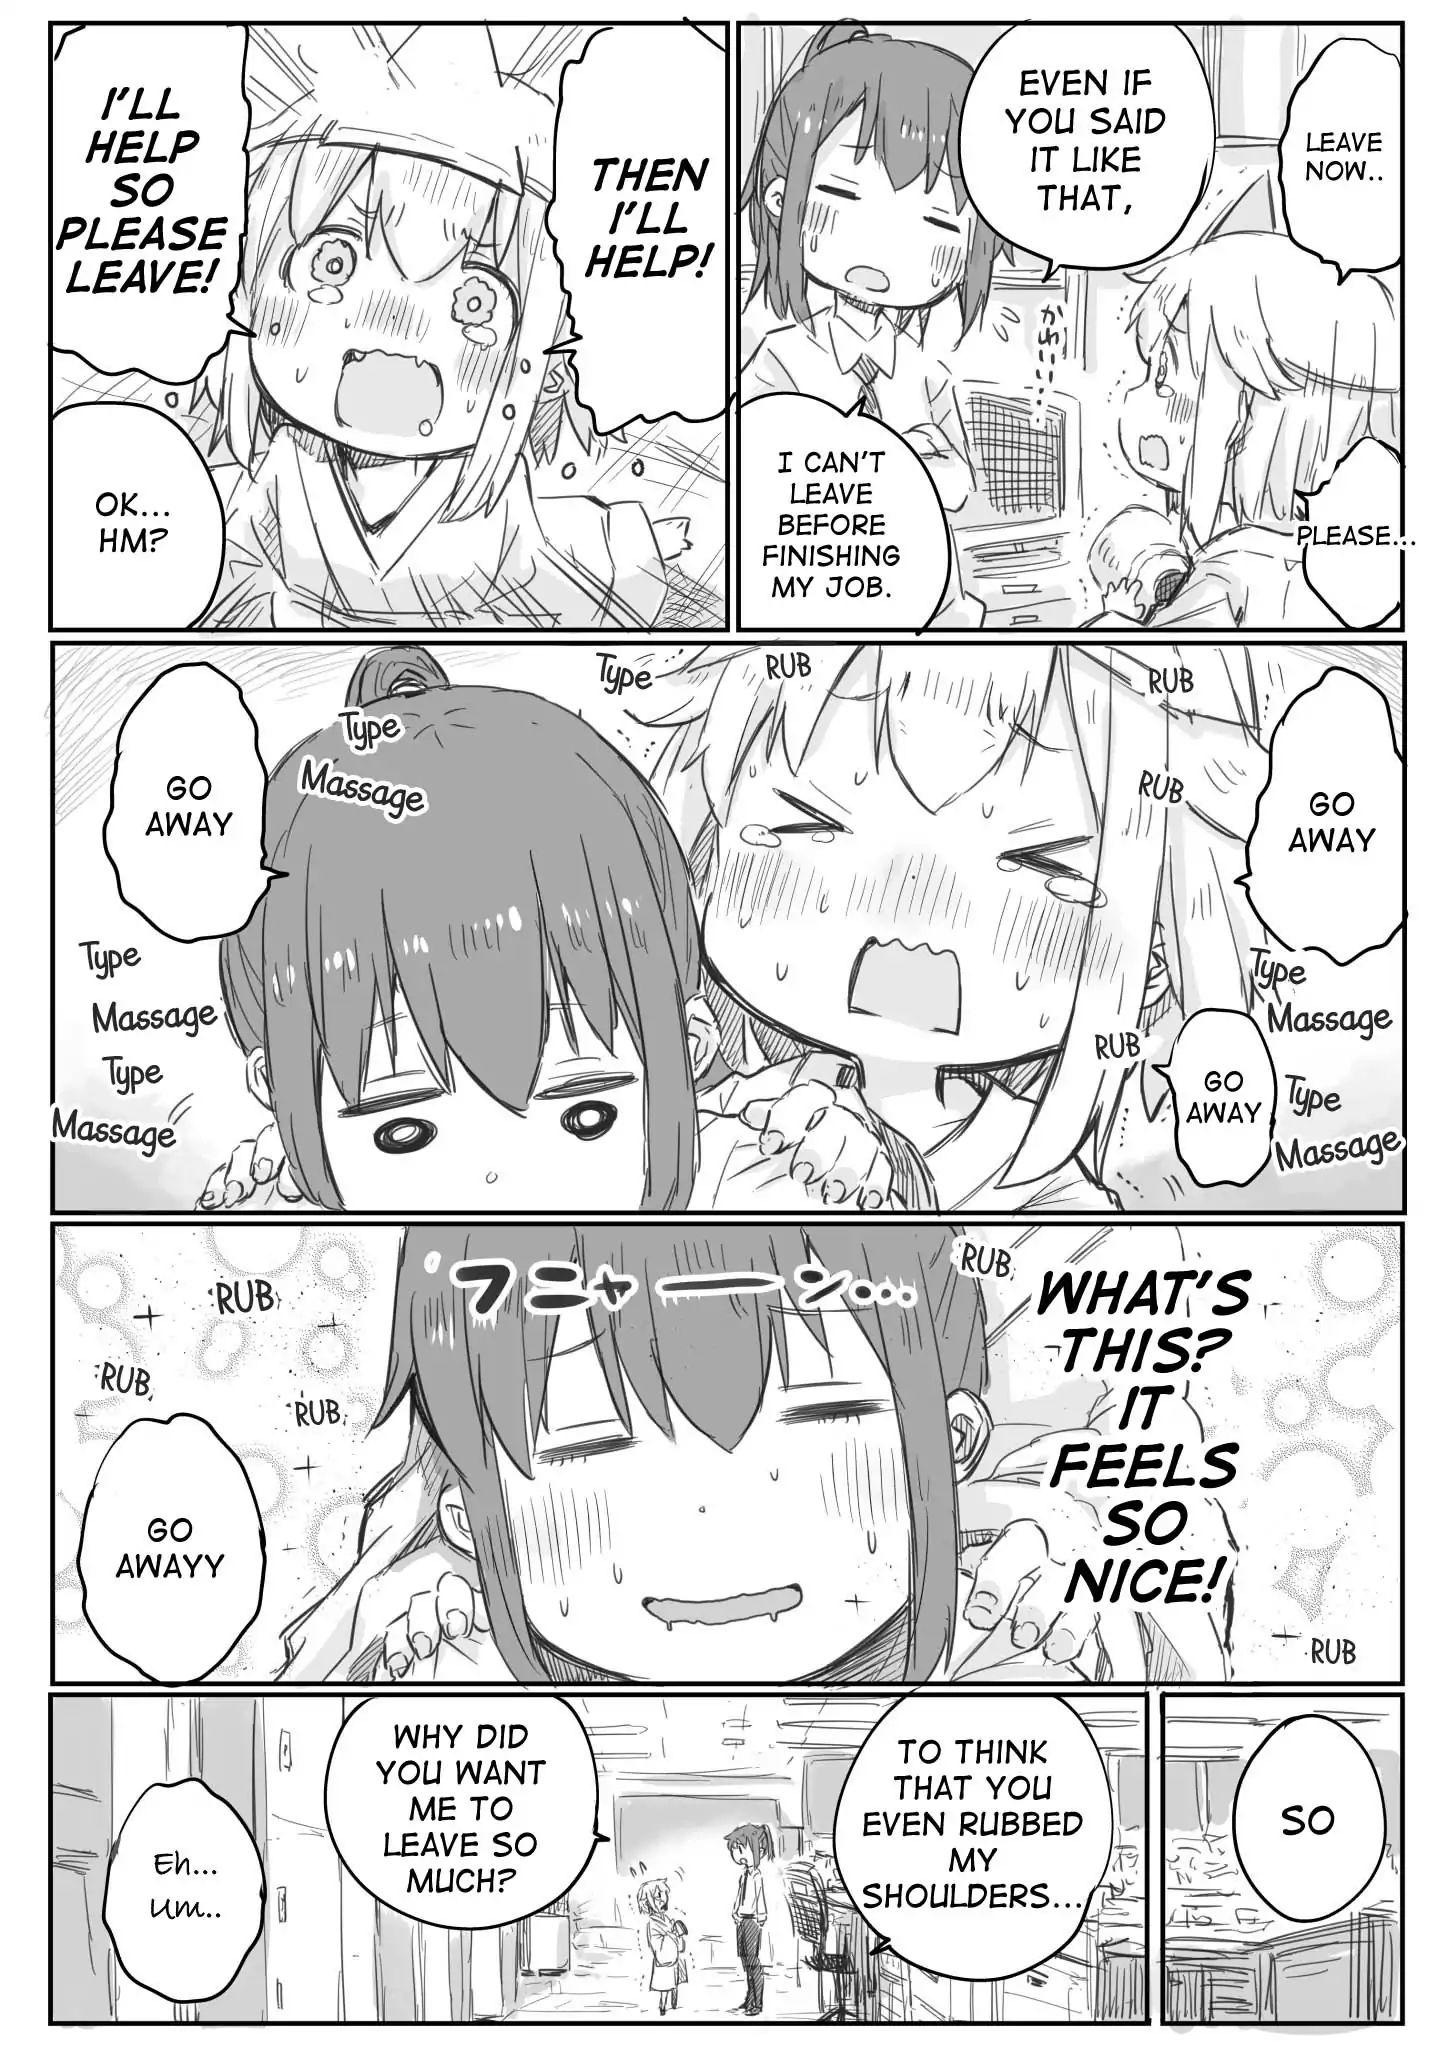 LEAVE
NOW..
EVEN IF
YOU SAID
IT LIKE
THAT,
かわいい...
PLEASE...
I CAN'T
LEAVE
BEFORE
FINISHING
MY JOB.
THEN
I'LL
HELP!
I'LL
HELP
SO
PLEASE
LEAVE!
OK...
HM?
RUB
GO
AWAY
RUB
RUB
Type
Type
Massage
GO
AWAY
Type
Massage
Type
Massage
RUB
GO
AWAY
Type
Massage
Type
Massage
WHAT'S
THIS?
IT
FEELS
SO
NICE!
RUB
フニャーン...
RUB
RUB
RUB
GO
AWAYY
RUB
SO
TO THINK
THAT YOU
EVEN RUBBED
MY
SHOULDERS...
WHY DID
YOU WANT
ME TO
LEAVE SO
MUCH?
Eh...
Um..